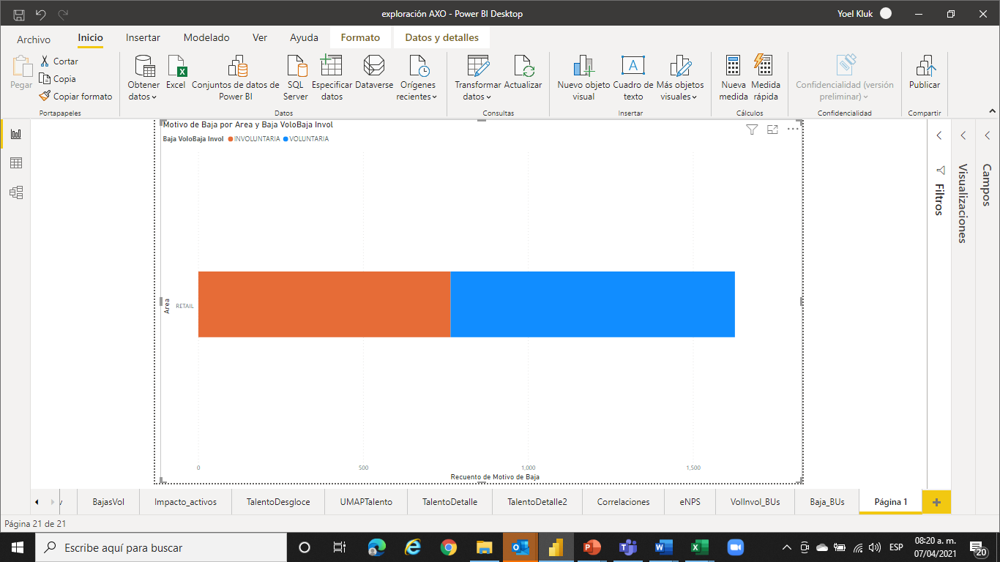 exploración AXO - Power BI Desktop
Yoel Kluk
Archivo
Inicio
Insertar
Modelado
Ver
Ayuda
Formato
Datos y detalles
Pegar
Cortar
Copia
Copiar formato
Portapapeles
Obtener
datos
Excel
Conjuntos de datos de
Power BI
SQL
Server
Especificar
datos
Dataverse
Orígenes
recientes
Datos
Transformar
datos
Actualizar
Consultas
Nuevo objeto
visual
Cuadro de
texto
Más objetos
visuales
Insertar
Nueva
medida
Medida
rápida
Cálculos
Confidencialidad (versión
preliminar)
Confidencialidad
Publicar
Compartir
Motivo de Baja por Area y Baja VoloBaja Invol
Baja VoloBaja Invol INVOLUNTARIA VOLUNTARIA
Area
RETAIL
0 500 1,000 1,500
Recuento de Motivo de Baja
Filtros
Visualizaciones
Campos
BajasVol
Impacto_activos
TalentoDesgloce
UMAPTalento
TalentoDetalle
TalentoDetalle2
Correlaciones
eNPS
VolInvol_BUs
Baja_BUs
Página 1
Página 21 de 21
Escribe aquí para buscar
ESP
08:20 a. m.
07/04/2021
20